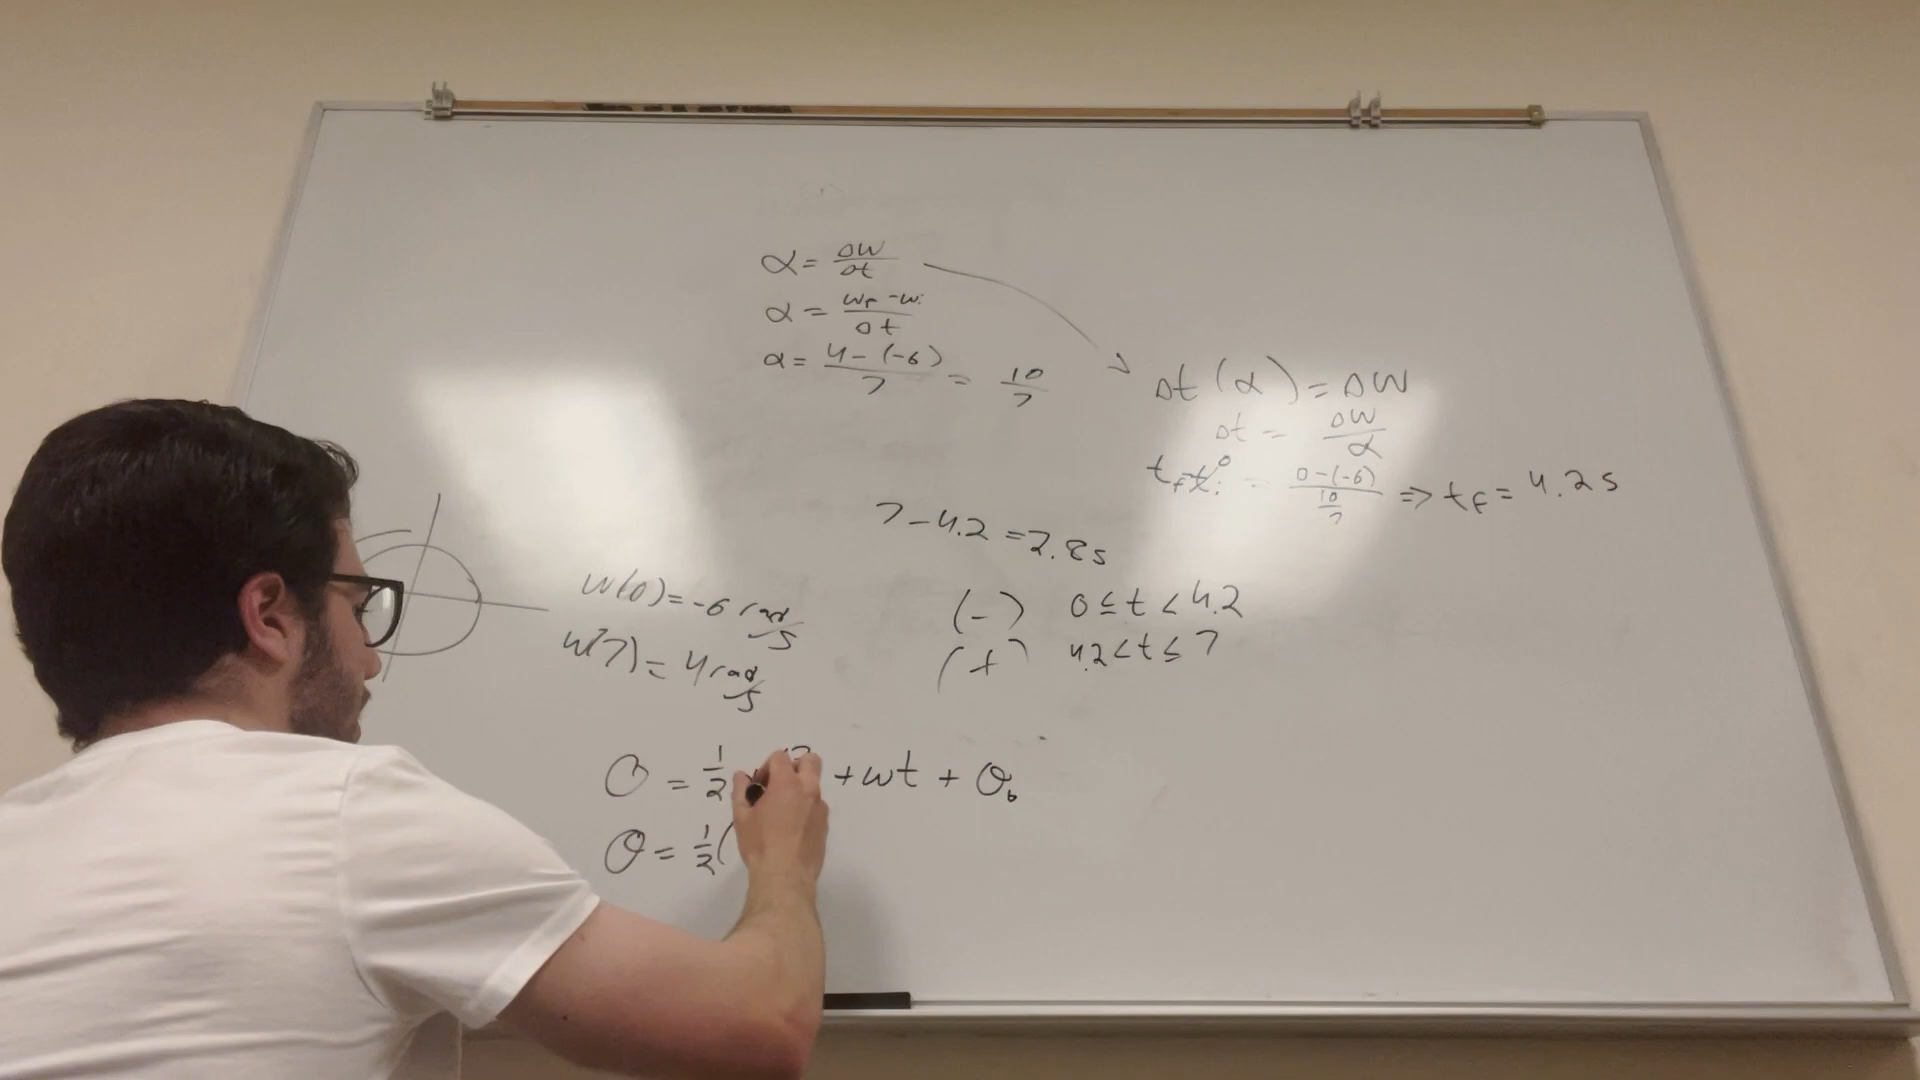 α = Δw/Δt
α = (wf - wi)/Δt
α = (4 - (-6))/7 = 10/7
Δt (α) = Δw
Δt = Δw/α
tf - ti⁰ = (0 - (-6))/(10/7) ⇒ tf = 4.2 s
7 - 4.2 = 2.8 s
w(0) = -6 rad/s
w(7) = 4 rad/s
(-) 0 ≤ t < 4.2
(+) 4.2 < t ≤ 7
θ = 1/2 + wt + θ₀
θ = 1/2 (